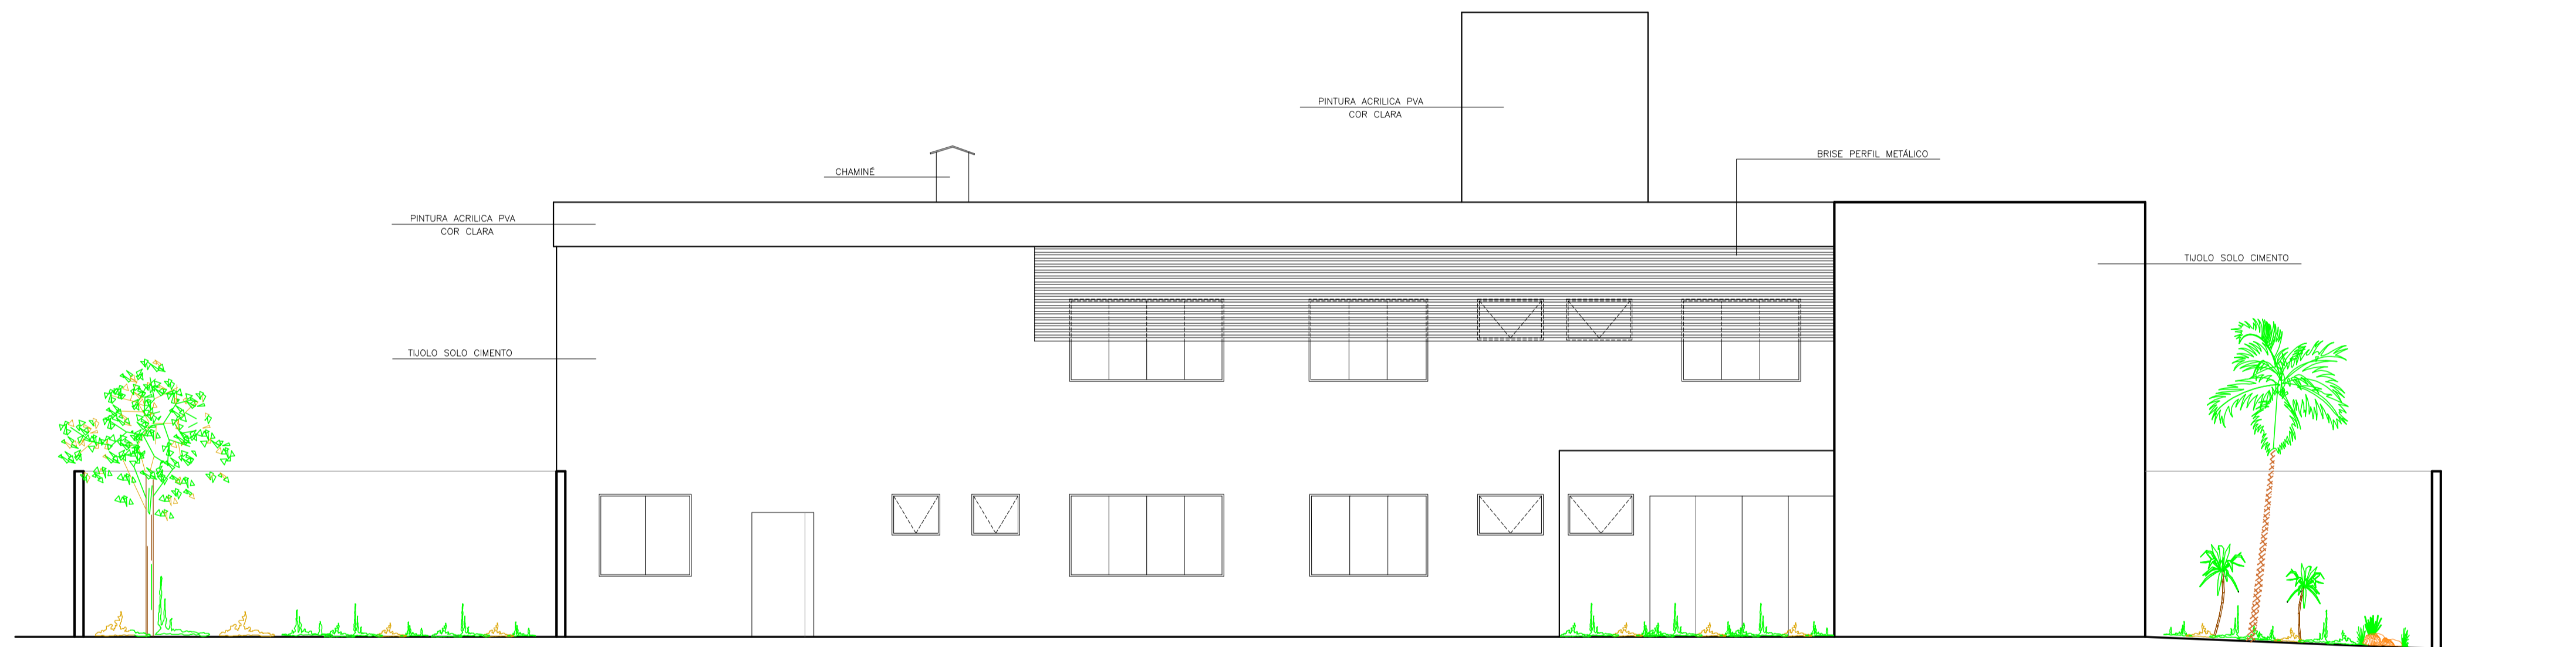 PINTURA ACRILICA PVA
COR CLARA
BRISE PERFIL METÁLICO
CHAMINÉ
PINTURA ACRILICA PVA
COR CLARA
TIJOLO SOLO CIMENTO
TIJOLO SOLO CIMENTO